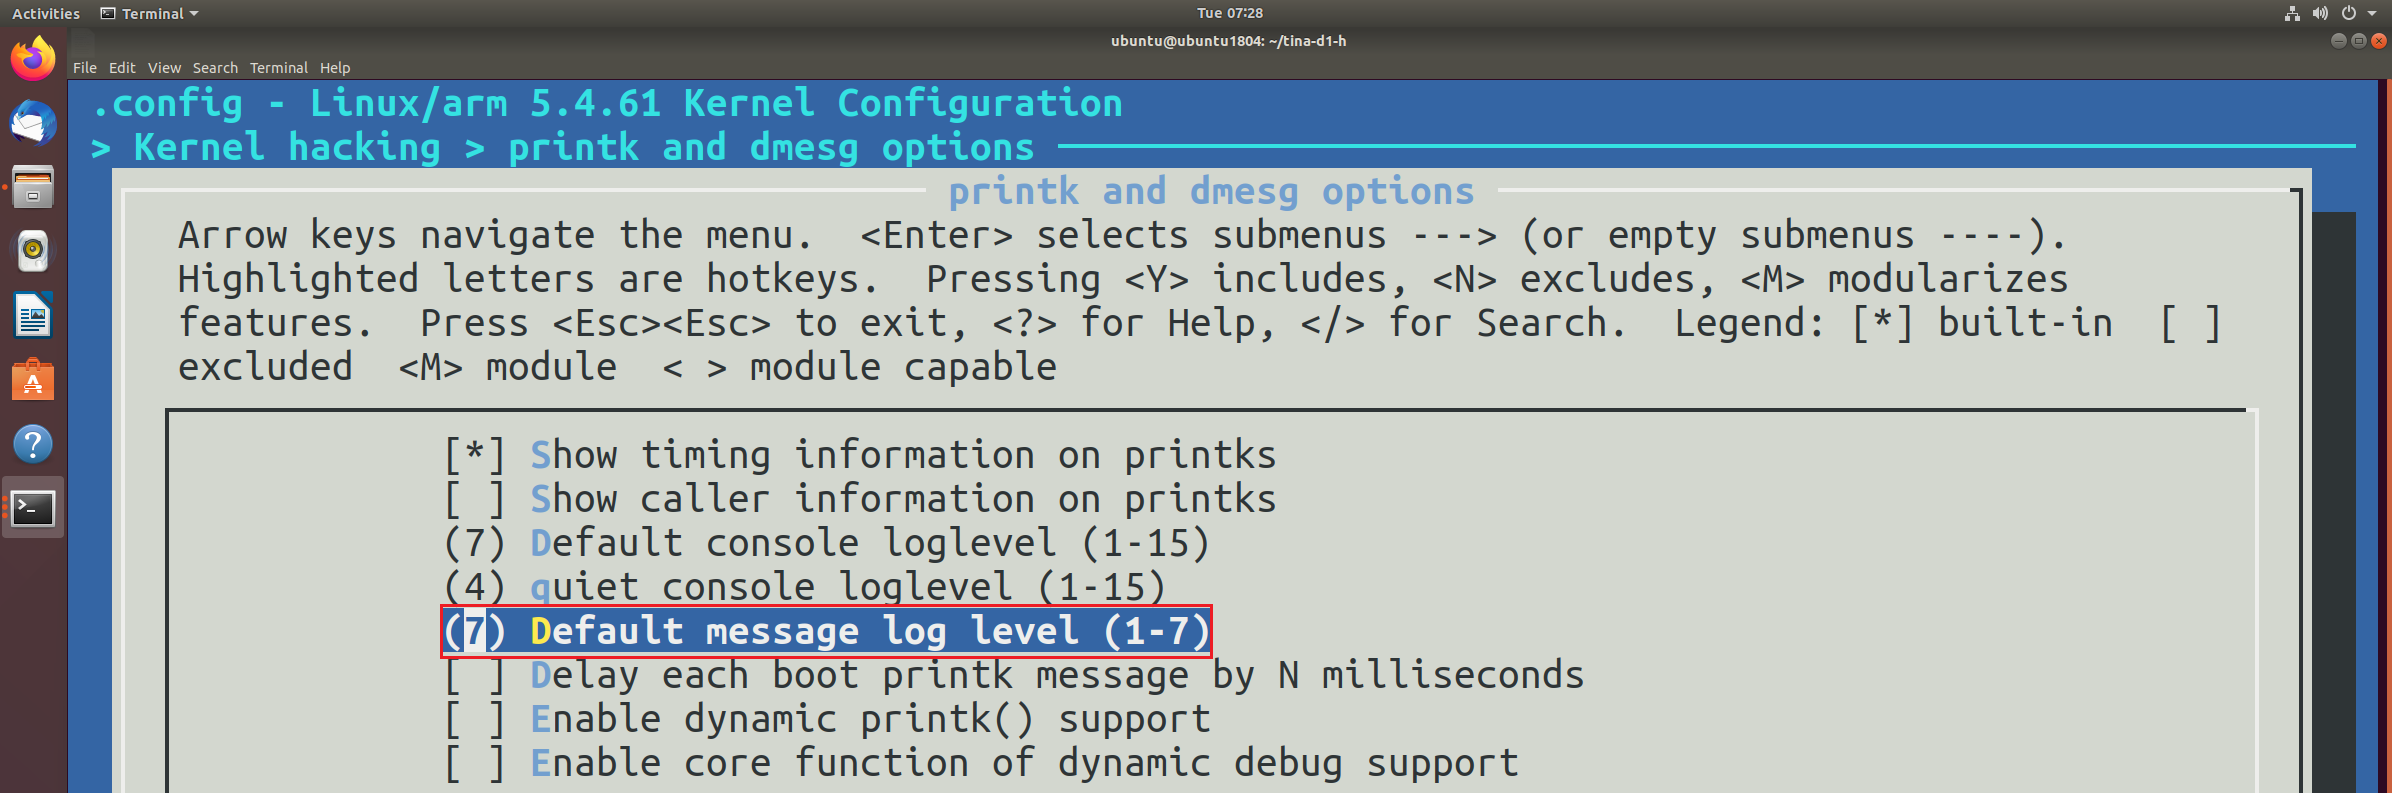 Activities Terminal Tue 07:28
ubuntu@ubuntu1804: ~/tina-d1-h
File Edit View Search Terminal Help
.config - Linux/arm 5.4.61 Kernel Configuration
> Kernel hacking > printk and dmesg options
printk and dmesg options
Arrow keys navigate the menu.  <Enter> selects submenus ---> (or empty submenus ----).
Highlighted letters are hotkeys.  Pressing <Y> includes, <N> excludes, <M> modularizes
features.  Press <Esc><Esc> to exit, <?> for Help, </> for Search.  Legend: [*] built-in  [ ]
excluded  <M> module  < > module capable
[*] Show timing information on printks
[ ] Show caller information on printks
(7) Default console loglevel (1-15)
(4) quiet console loglevel (1-15)
(7) Default message log level (1-7)
[ ] Delay each boot printk message by N milliseconds
[ ] Enable dynamic printk() support
[ ] Enable core function of dynamic debug support